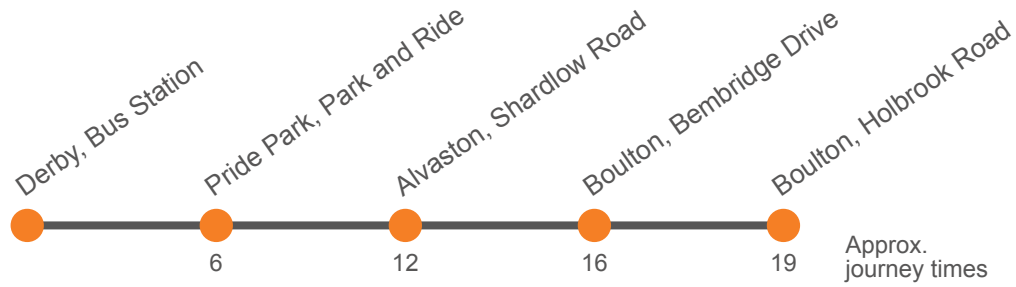 Derby, Bus Station
Pride Park, Park and Ride
Alvaston, Shardlow Road
Boulton, Bembridge Drive
Boulton, Holbrook Road
6
12
16
19
Approx.
journey times